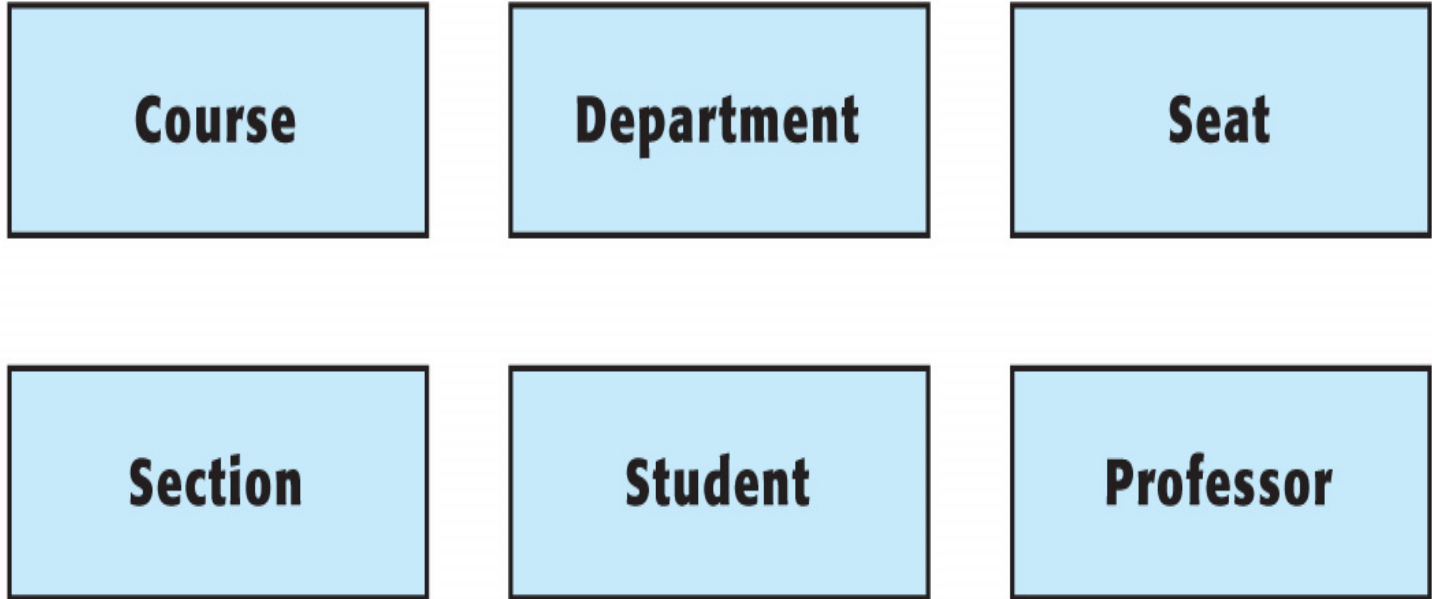 Course
Department
Seat
Section
Student
Professor